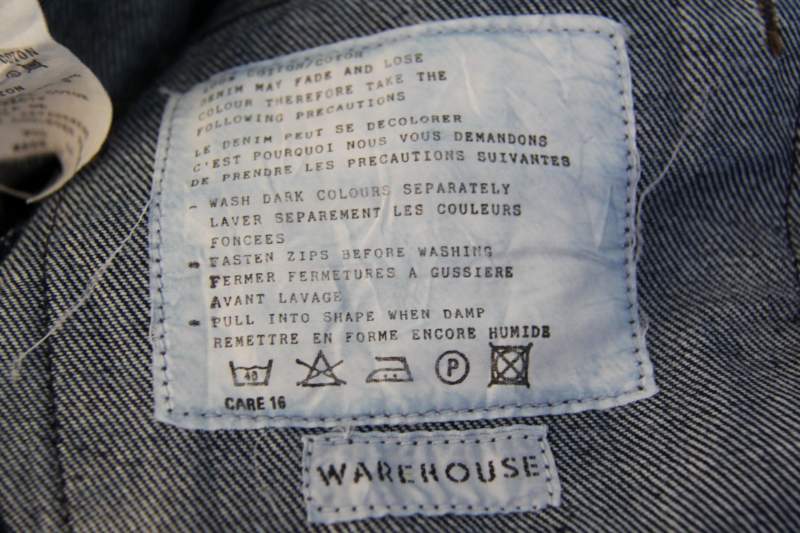 100% COTTON/COTON
DENIM MAY FADE AND LOSE
COLOUR THEREFORE TAKE THE
FOLLOWING PRECAUTIONS
LE DENIM PEUT SE DECOLORER
C'EST POURQUOI NOUS VOUS DEMANDONS
DE PRENDRE LES PRECAUTIONS SUIVANTES
- WASH DARK COLOURS SEPARATELY
LAVER SEPAREMENT LES COULEURS
FONCEES
* FASTEN ZIPS BEFORE WASHING
FERMER FERMETURES A GUSSIERE
AVANT LAVAGE
* PULL INTO SHAPE WHEN DAMP
REMETTRE EN FORME ENCORE HUMIDE
40 P
CARE 16
WAREHOUSE